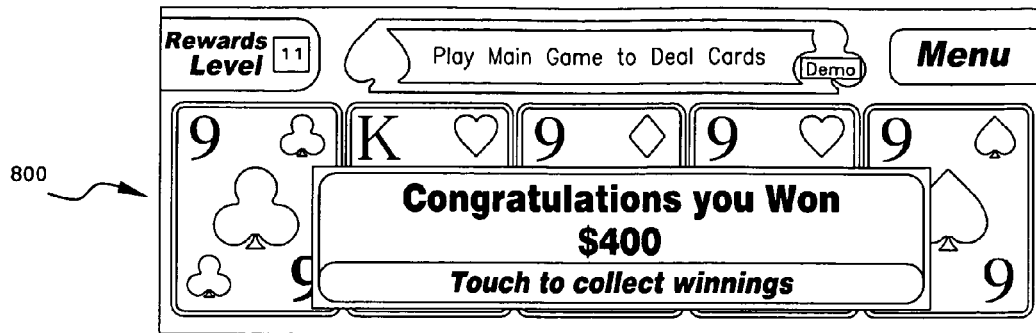 Rewards Level 11
Play Main Game to Deal Cards
Demo
Menu
800
9 K 9 9 9
Congratulations you Won
$400
Touch to collect winnings
9 9